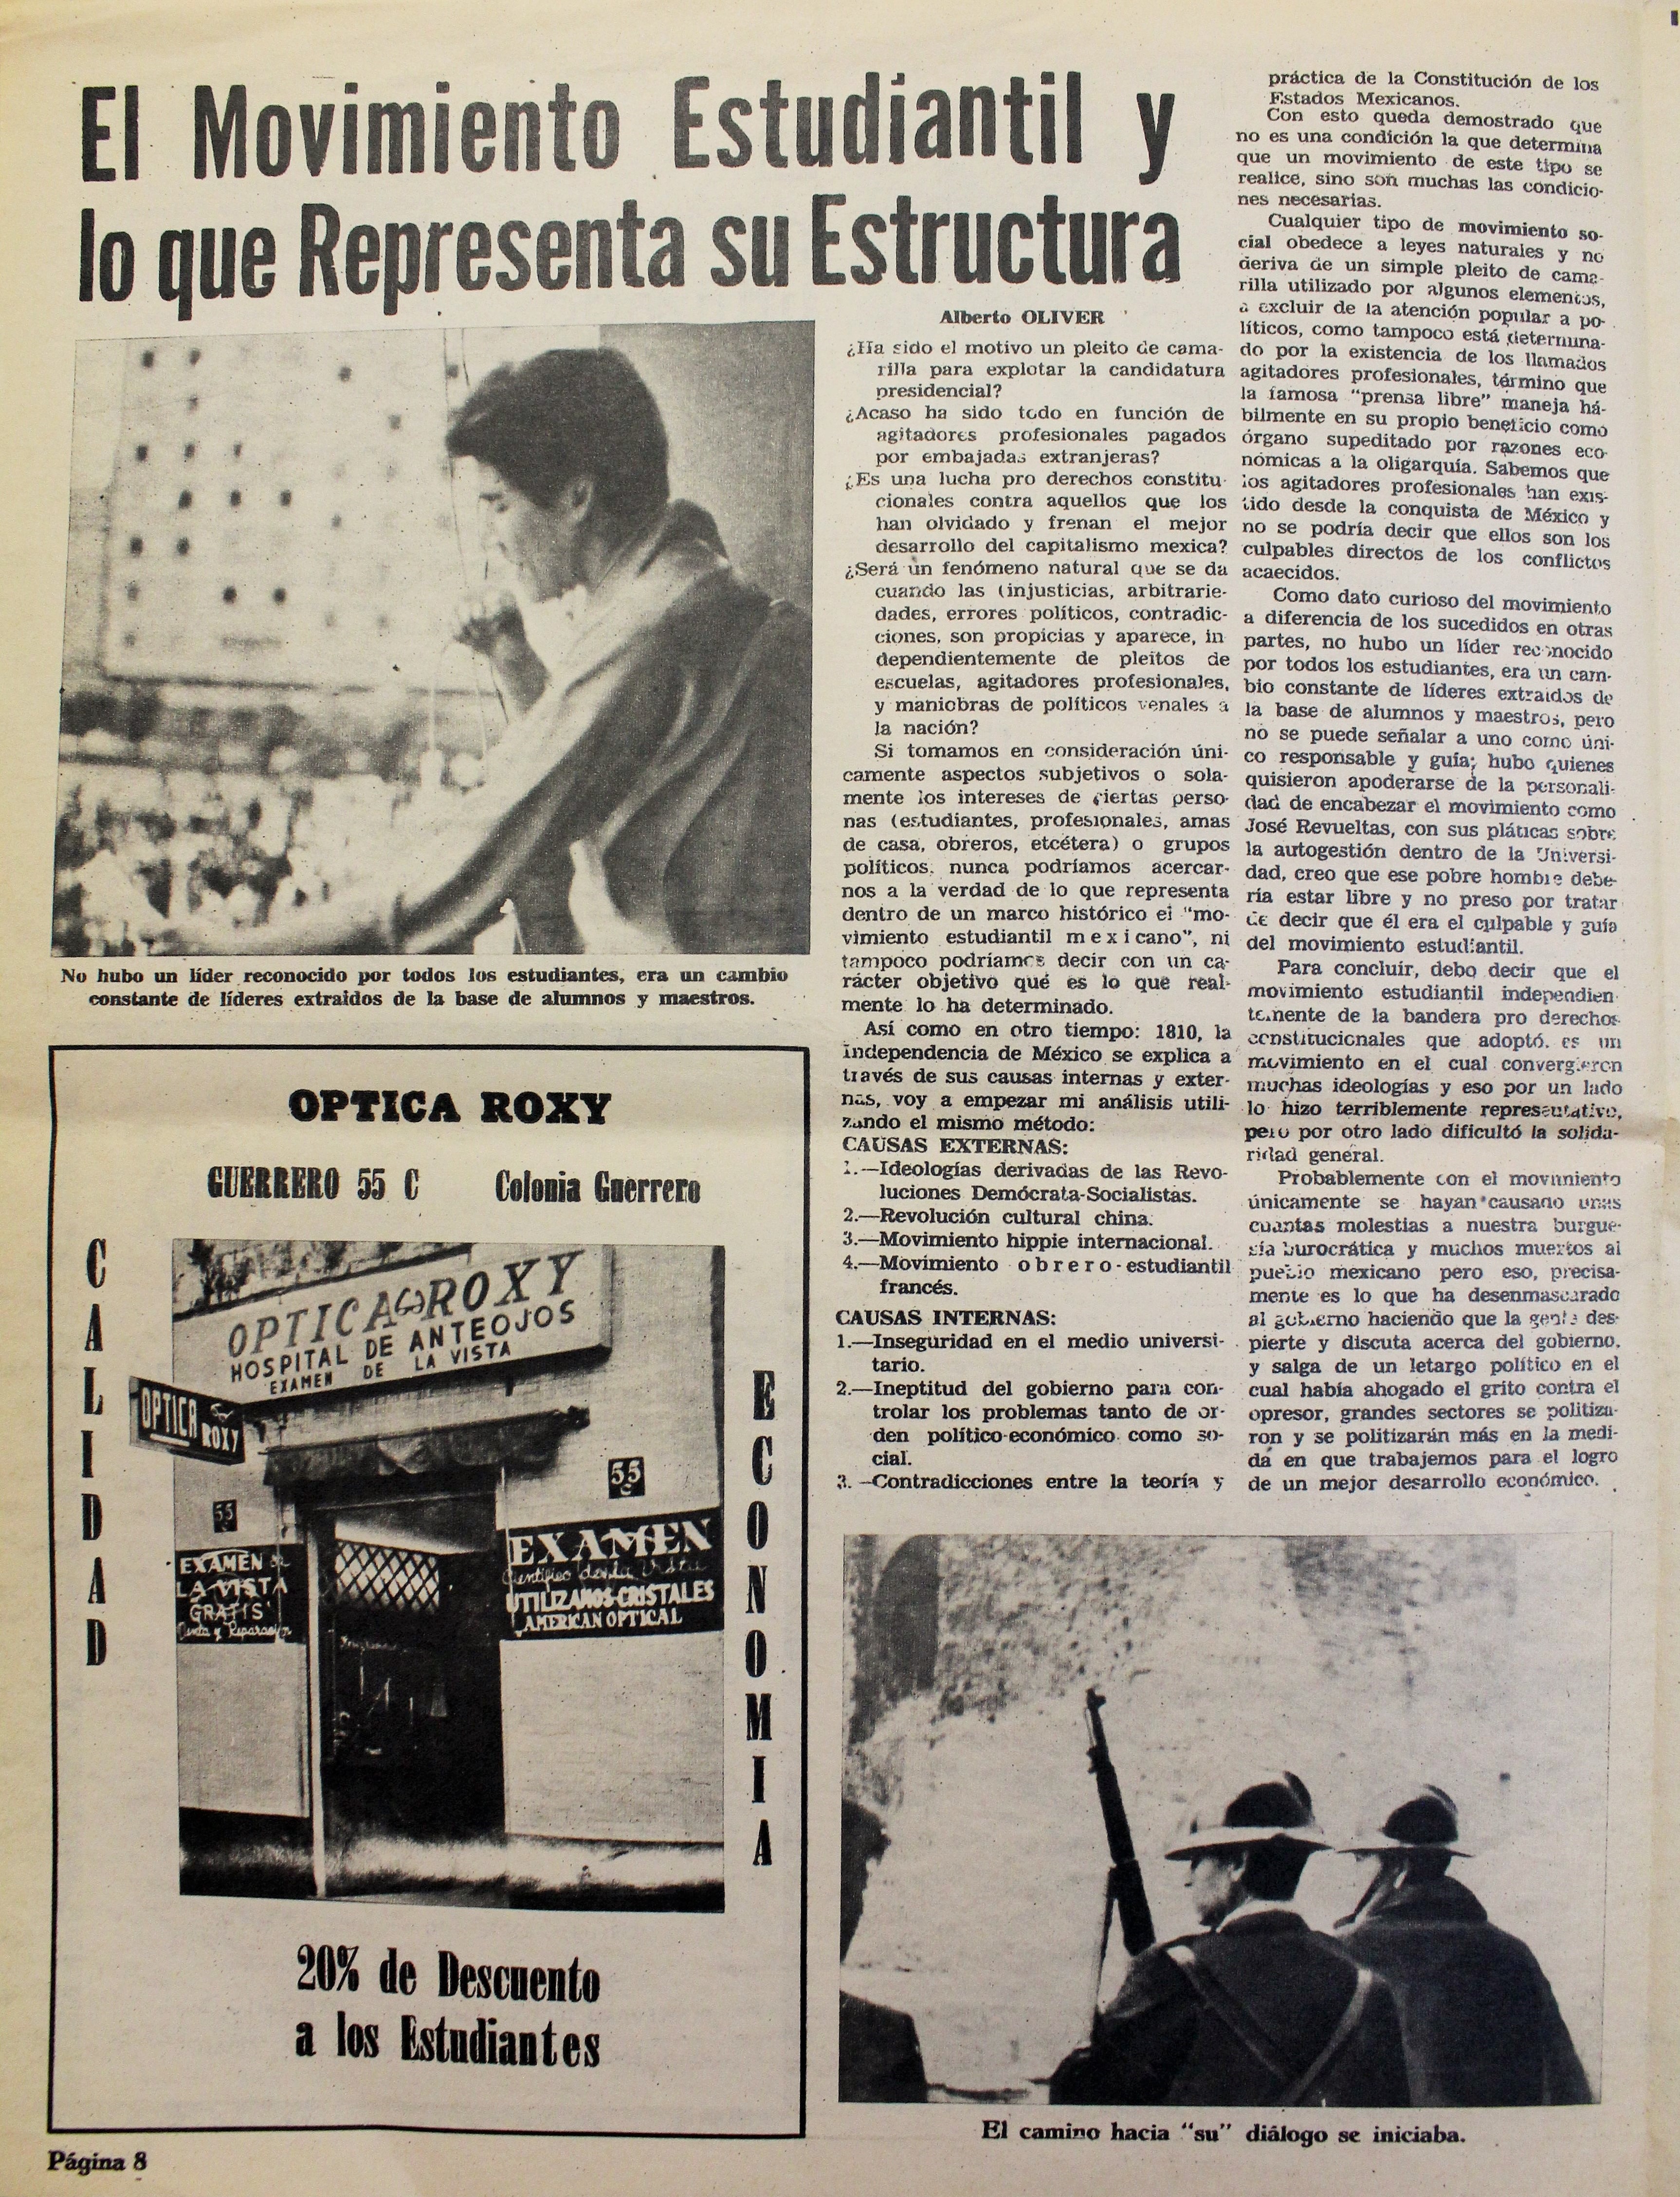 El Movimiento Estudiantil y
lo que Representa su Estructura
Alberto OLIVER
¿Ha sido el motivo un pleito de cama-
rilla para explotar la candidatura
presidencial?
¿Acaso ha sido todo en función de
agitadores profesionales pagados
por embajadas extranjeras?
¿Es una lucha pro derechos constitu-
cionales contra aquellos que los
han olvidado y frenan el mejor
desarrollo del capitalismo mexica?
¿Será un fenómeno natural que se da
cuando las (injusticias, arbitrarie-
dades, errores políticos, contradic-
ciones, son propicias y aparece, in
dependientemente de pleitos de
escuelas, agitadores profesionales,
y maniobras de políticos venales a
la nación?
Si tomamos en consideración úni-
camente aspectos subjetivos o sola-
mente los intereses de ciertas perso-
nas (estudiantes, profesionales, amas
de casa, obreros, etcétera) o grupos
políticos, nunca podríamos acercar-
nos a la verdad de lo que representa
dentro de un marco histórico el "mo-
vimiento estudiantil mexicano", ni
tampoco podríamos decir con un ca-
rácter objetivo qué es lo que real-
mente lo ha determinado.
Así como en otro tiempo: 1810, la
independencia de México se explica a
través de sus causas internas y exter-
nas, voy a empezar mi análisis utili-
zando el mismo método:
CAUSAS EXTERNAS:
1.—Ideologías derivadas de las Revo-
luciones Demócrata-Socialistas.
2.—Revolución cultural china.
3.—Movimiento hippie internacional.
4.—Movimiento obrero-estudiantil
francés.
CAUSAS INTERNAS:
1.—Inseguridad en el medio universi-
tario.
2.—Ineptitud del gobierno para con-
trolar los problemas tanto de or-
den político-económico como so-
cial.
3.—Contradicciones entre la teoría y
práctica de la Constitución de los
Estados Mexicanos.
Con esto queda demostrado que
no es una condición la que determina
que un movimiento de este tipo se
realice, sino son muchas las condicio-
nes necesarias.
Cualquier tipo de movimiento so-
cial obedece a leyes naturales y no
deriva de un simple pleito de cama-
rilla utilizado por algunos elementos,
a excluir de la atención popular a po-
líticos, como tampoco está determina-
do por la existencia de los llamados
agitadores profesionales, término que
la famosa "prensa libre" maneja há-
bilmente en su propio beneficio como
órgano supeditado por razones eco-
nómicas a la oligarquía. Sabemos que
los agitadores profesionales han exis-
tido desde la conquista de México y
no se podría decir que ellos son los
culpables directos de los conflictos
acaecidos.
Como dato curioso del movimiento
a diferencia de los sucedidos en otras
partes, no hubo un líder reconocido
por todos los estudiantes, era un cam-
bio constante de líderes extraidos de
la base de alumnos y maestros, pero
no se puede señalar a uno como úni-
co responsable y guía; hubo quienes
quisieron apoderarse de la personali-
dad de encabezar el movimiento como
José Revueltas, con sus pláticas sobre
la autogestión dentro de la Universi-
dad, creo que ese pobre hombre debe-
ría estar libre y no preso por tratar
de decir que él era el culpable y guía
del movimiento estudiantil.
Para concluir, debo decir que el
movimiento estudiantil independien-
temente de la bandera pro derechos
constitucionales que adoptó. es un
movimiento en el cual convergieron
muchas ideologías y eso por un lado
lo hizo terriblemente representativo,
pero por otro lado dificultó la solida-
ridad general.
Probablemente con el movimiento
únicamente se hayan causado unas
cuantas molestias a nuestra burgue-
sía burocrática y muchos muertos al
pueblo mexicano pero eso, precisa-
mente es lo que ha desenmascarado
al gobierno haciendo que la gente des-
pierte y discuta acerca del gobierno,
y salga de un letargo político en el
cual había ahogado el grito contra el
opresor, grandes sectores se politiza-
ron y se politizarán más en la medi-
da en que trabajemos para el logro
de un mejor desarrollo económico.
No hubo un líder reconocido por todos los estudiantes, era un cambio
constante de líderes extraidos de la base de alumnos y maestros.
OPTICA ROXY
GUERRERO 55 C Colonia Guerrero
CALIDAD
OPTICA ROXY
HOSPITAL DE ANTEOJOS
EXAMEN DE LA VISTA
OPTICA ROXY
55
55 C
EXAMEN de
LA VISTA
GRATIS
Venta y Reparación
EXAMEN
Científico de la Vista
UTILIZAMOS CRISTALES
AMERICAN OPTICAL
ECONOMIA
20% de Descuento
a los Estudiantes
El camino hacia "su" diálogo se iniciaba.
Página 8